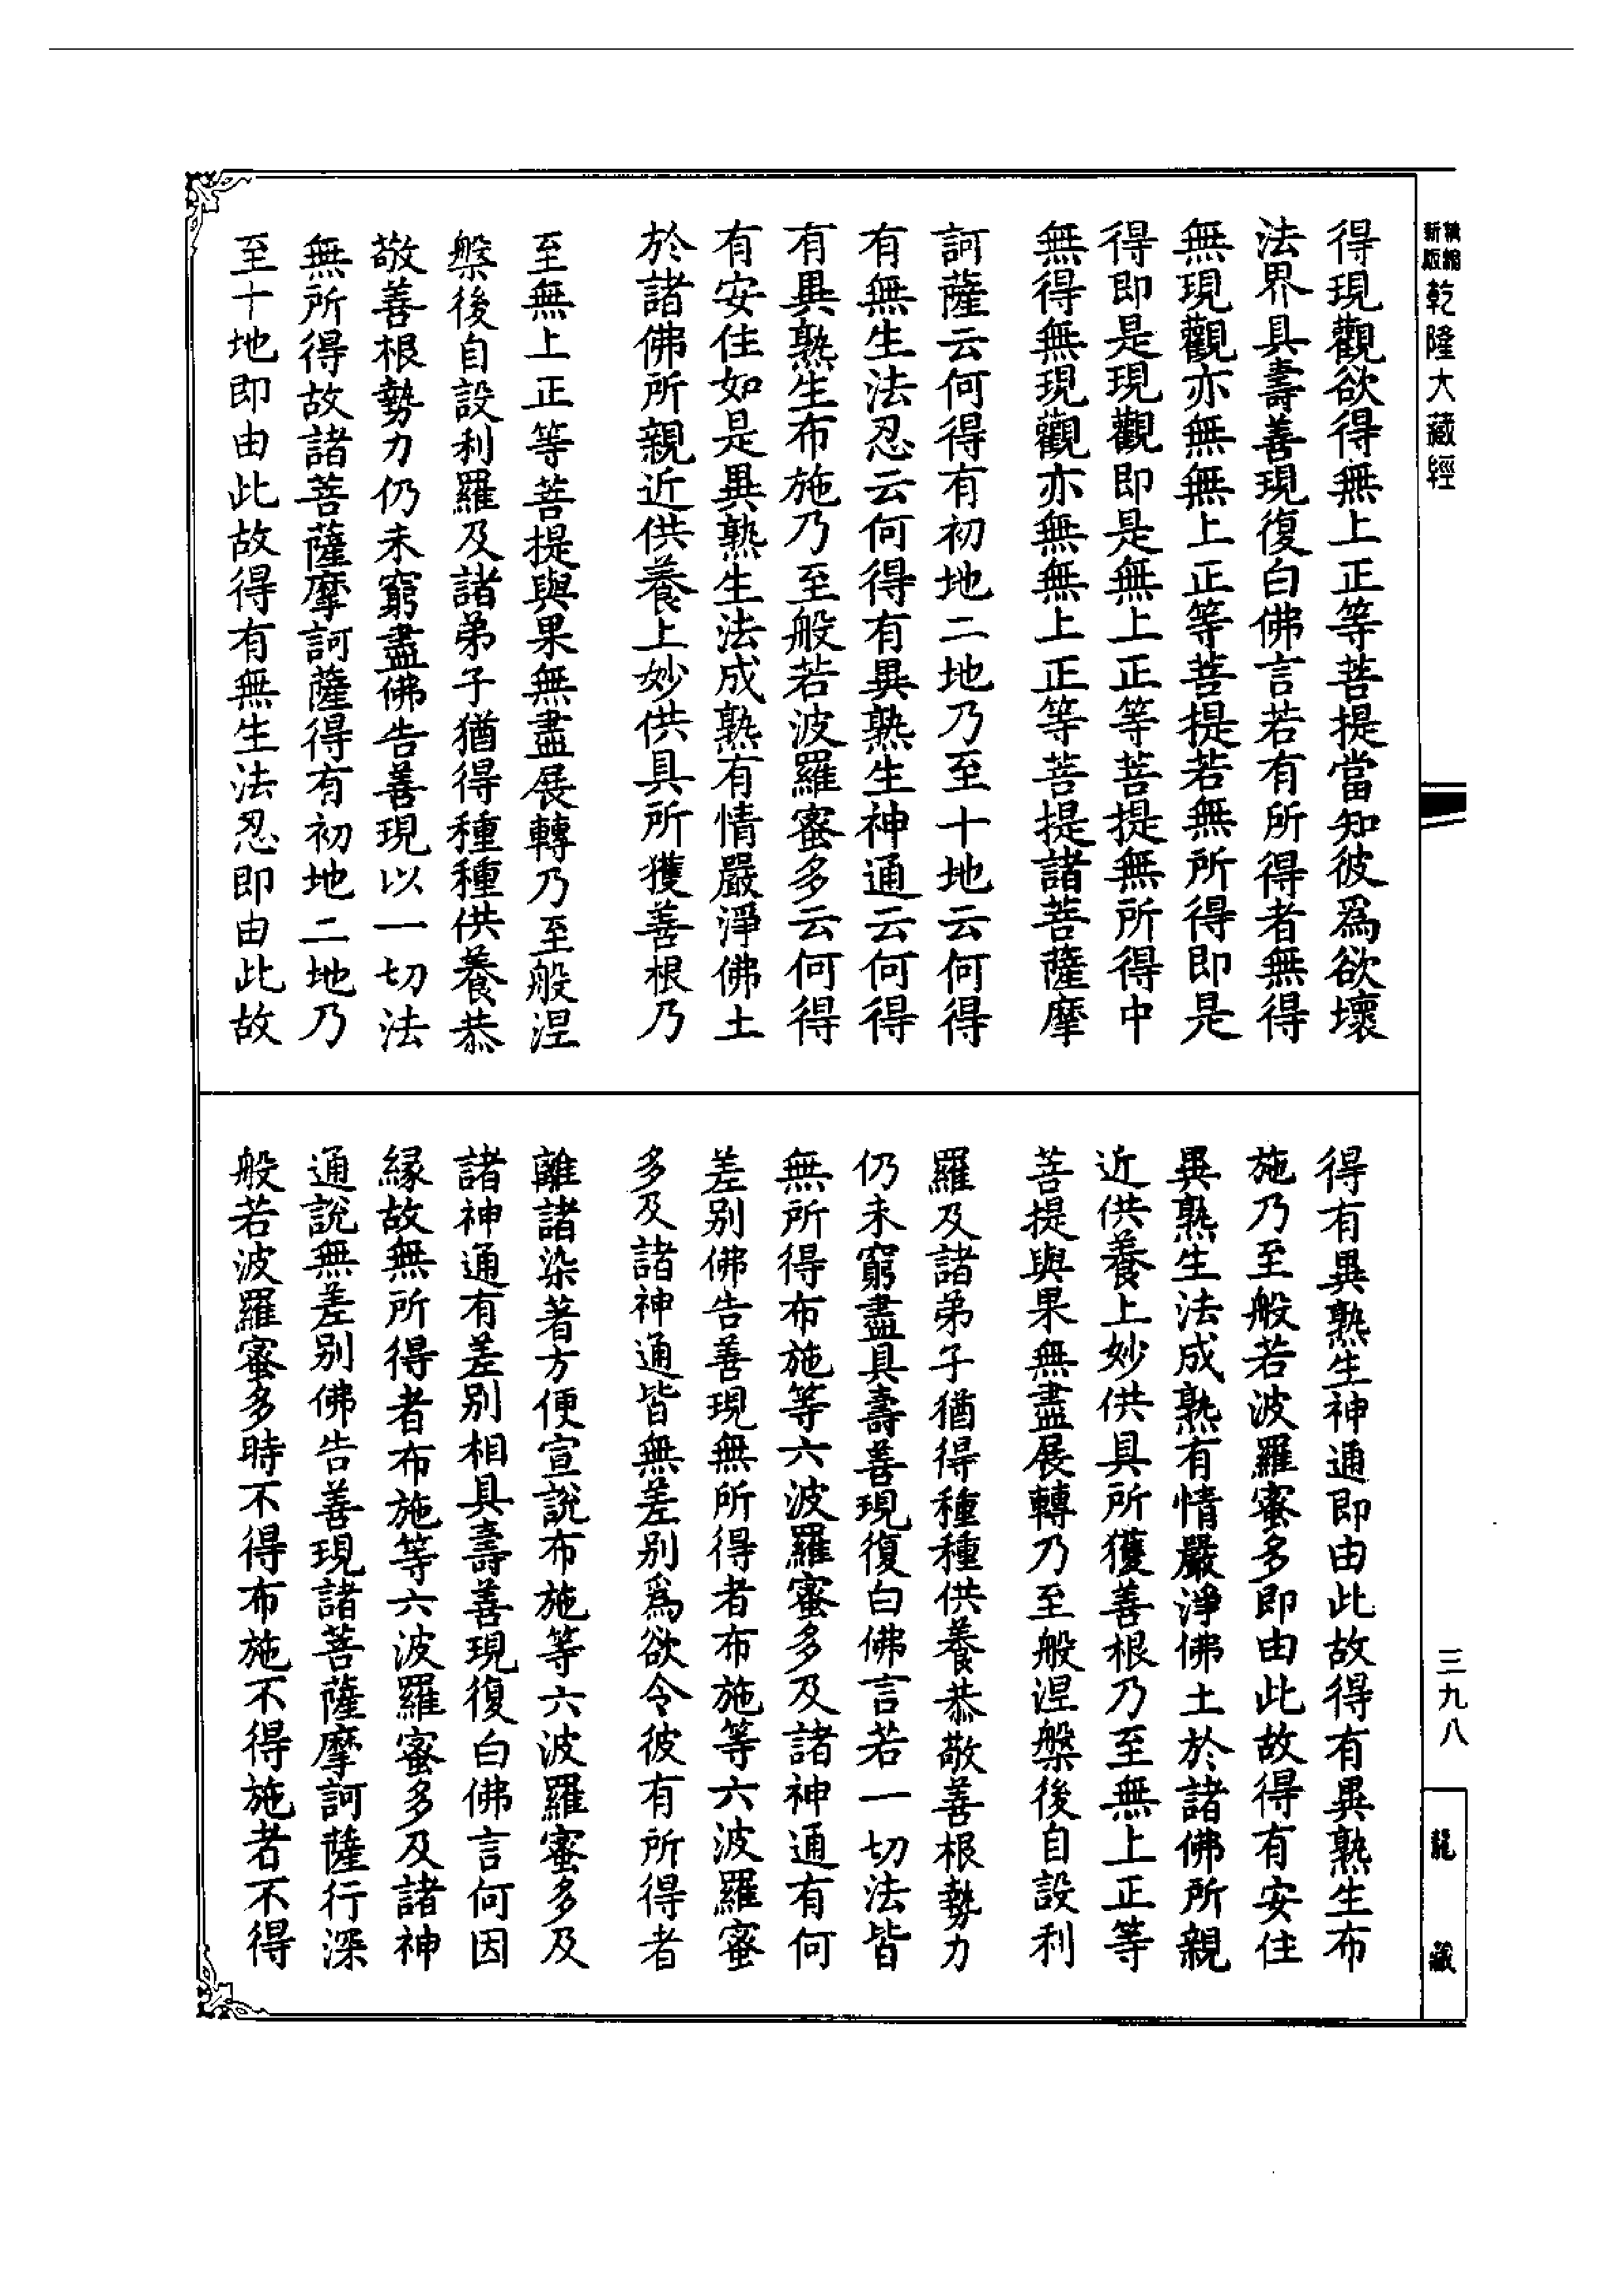 精縮新版乾隆大藏經
得現觀欲得無上正等菩提當知彼爲欲壞
法界具壽善現復白佛言若有所得者無得
無現觀亦無無上正等菩提若無所得即是
得即是現觀即是無上正等菩提無所得中
無得無現觀亦無無上正等菩提諸菩薩摩
訶薩云何得有初地二地乃至十地云何得
有無生法忍云何得有異熟生神通云何得
有異熟生布施乃至般若波羅蜜多云何得
有安住如是異熟生法成熟有情嚴淨佛土
於諸佛所親近供養上妙供具所獲善根乃
至無上正等菩提與果無盡展轉乃至般涅
槃後自設利羅及諸弟子猶得種種供養恭
敬善根勢力仍未窮盡佛告善現以一切法
無所得故諸菩薩摩訶薩得有初地二地乃
至十地即由此故得有無生法忍即由此故
得有異熟生神通即由此故得有異熟生布
施乃至般若波羅蜜多即由此故得有安住
異熟生法成熟有情嚴淨佛土於諸佛所親
近供養上妙供具所獲善根乃至無上正等
菩提與果無盡展轉乃至般涅槃後自設利
羅及諸弟子猶得種種供養恭敬善根勢力
仍未窮盡具壽善現復白佛言若一切法皆
無所得布施等六波羅蜜多及諸神通有何
差別佛告善現無所得者布施等六波羅蜜
多及諸神通皆無差別爲欲令彼有所得者
離諸染著方便宣說布施等六波羅蜜多及
諸神通有差別相具壽善現復白佛言何因
緣故無所得者布施等六波羅蜜多及諸神
通說無差別佛告善現諸菩薩摩訶薩行深
般若波羅蜜多時不得布施不得施者不得
三九八
龍藏